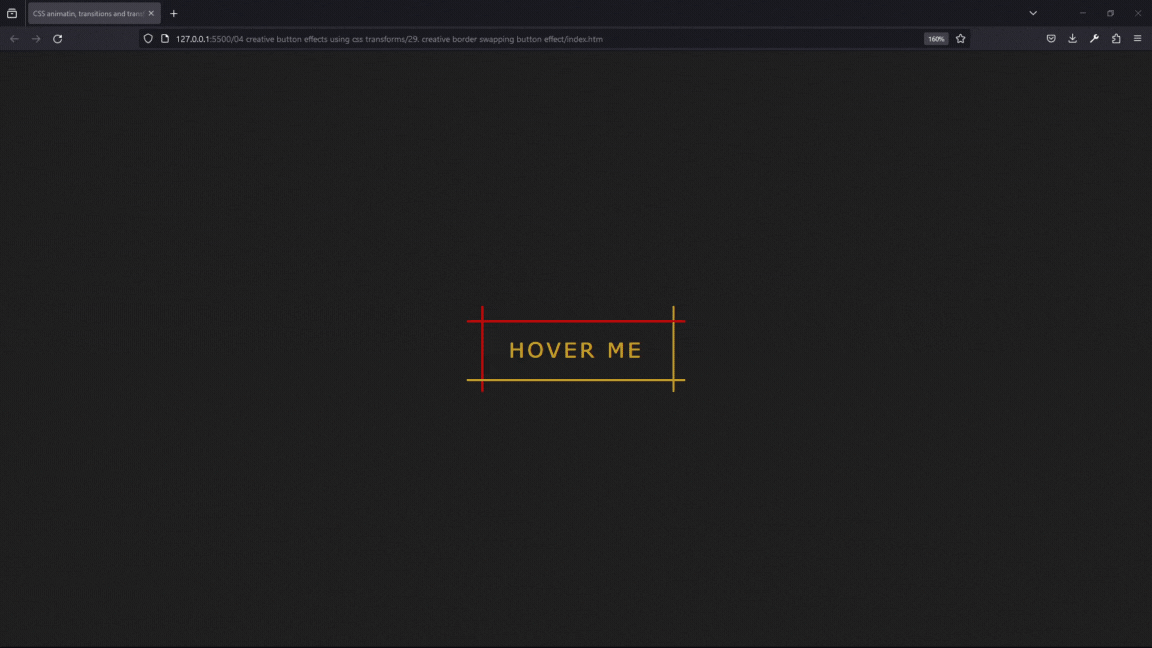 CSS animatin, transitions and trans
127.0.0.1:5500/04 creative button effects using css transforms/29. creative border swapping button effect/index.htm
160%
HOVER ME